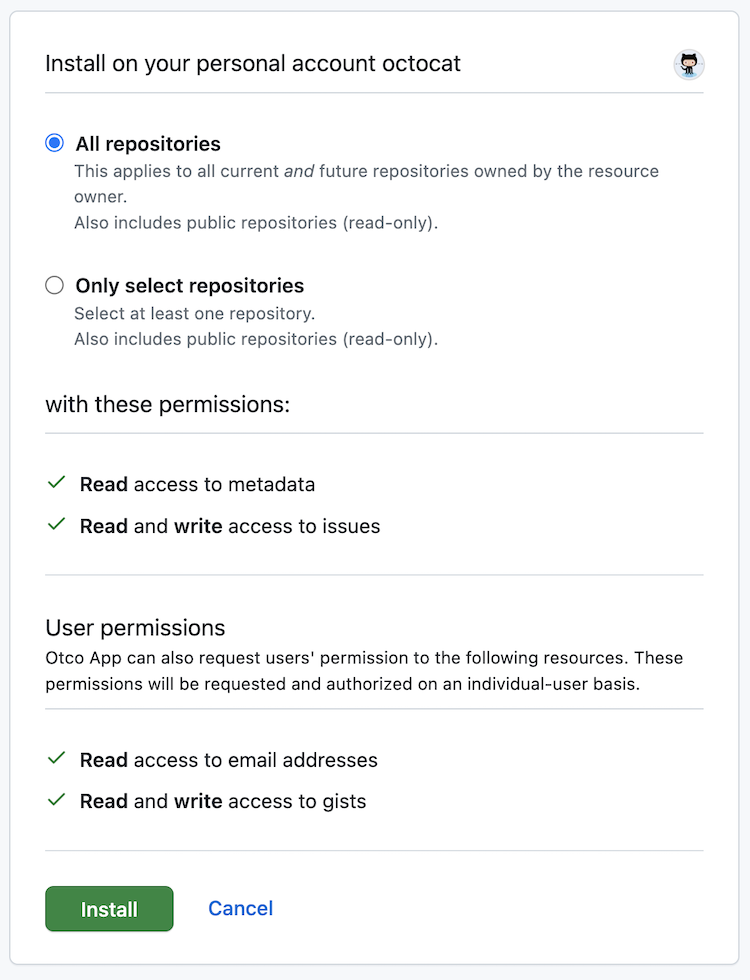 Install on your personal account octocat
All repositories
This applies to all current and future repositories owned by the resource
owner.
Also includes public repositories (read-only).
Only select repositories
Select at least one repository.
Also includes public repositories (read-only).
with these permissions:
Read access to metadata
Read and write access to issues
User permissions
Otco App can also request users' permission to the following resources. These
permissions will be requested and authorized on an individual-user basis.
Read access to email addresses
Read and write access to gists
Install Cancel